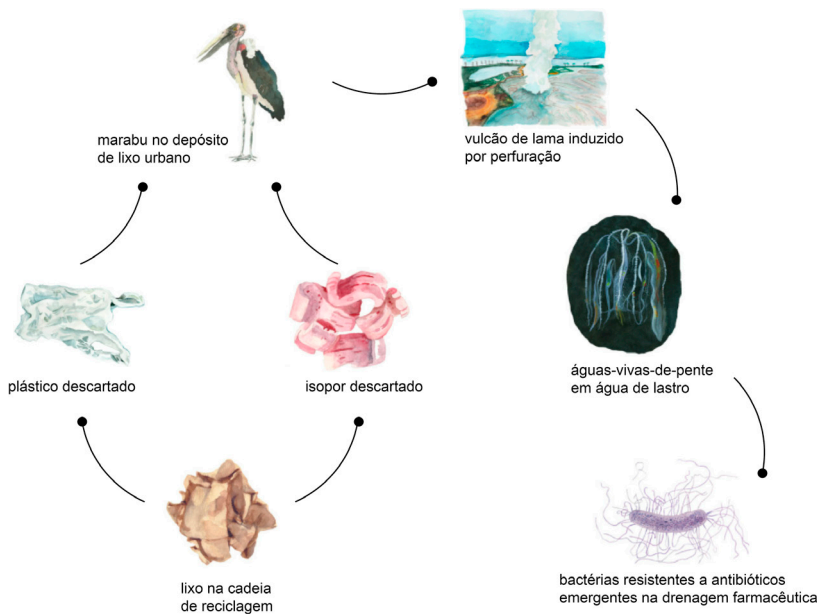 marabu no depósito
de lixo urbano
vulcão de lama induzido
por perfuração
plástico descartado
isopor descartado
águas-vivas-de-pente
em água de lastro
lixo na cadeia
de reciclagem
bactérias resistentes a antibióticos
emergentes na drenagem farmacêutica